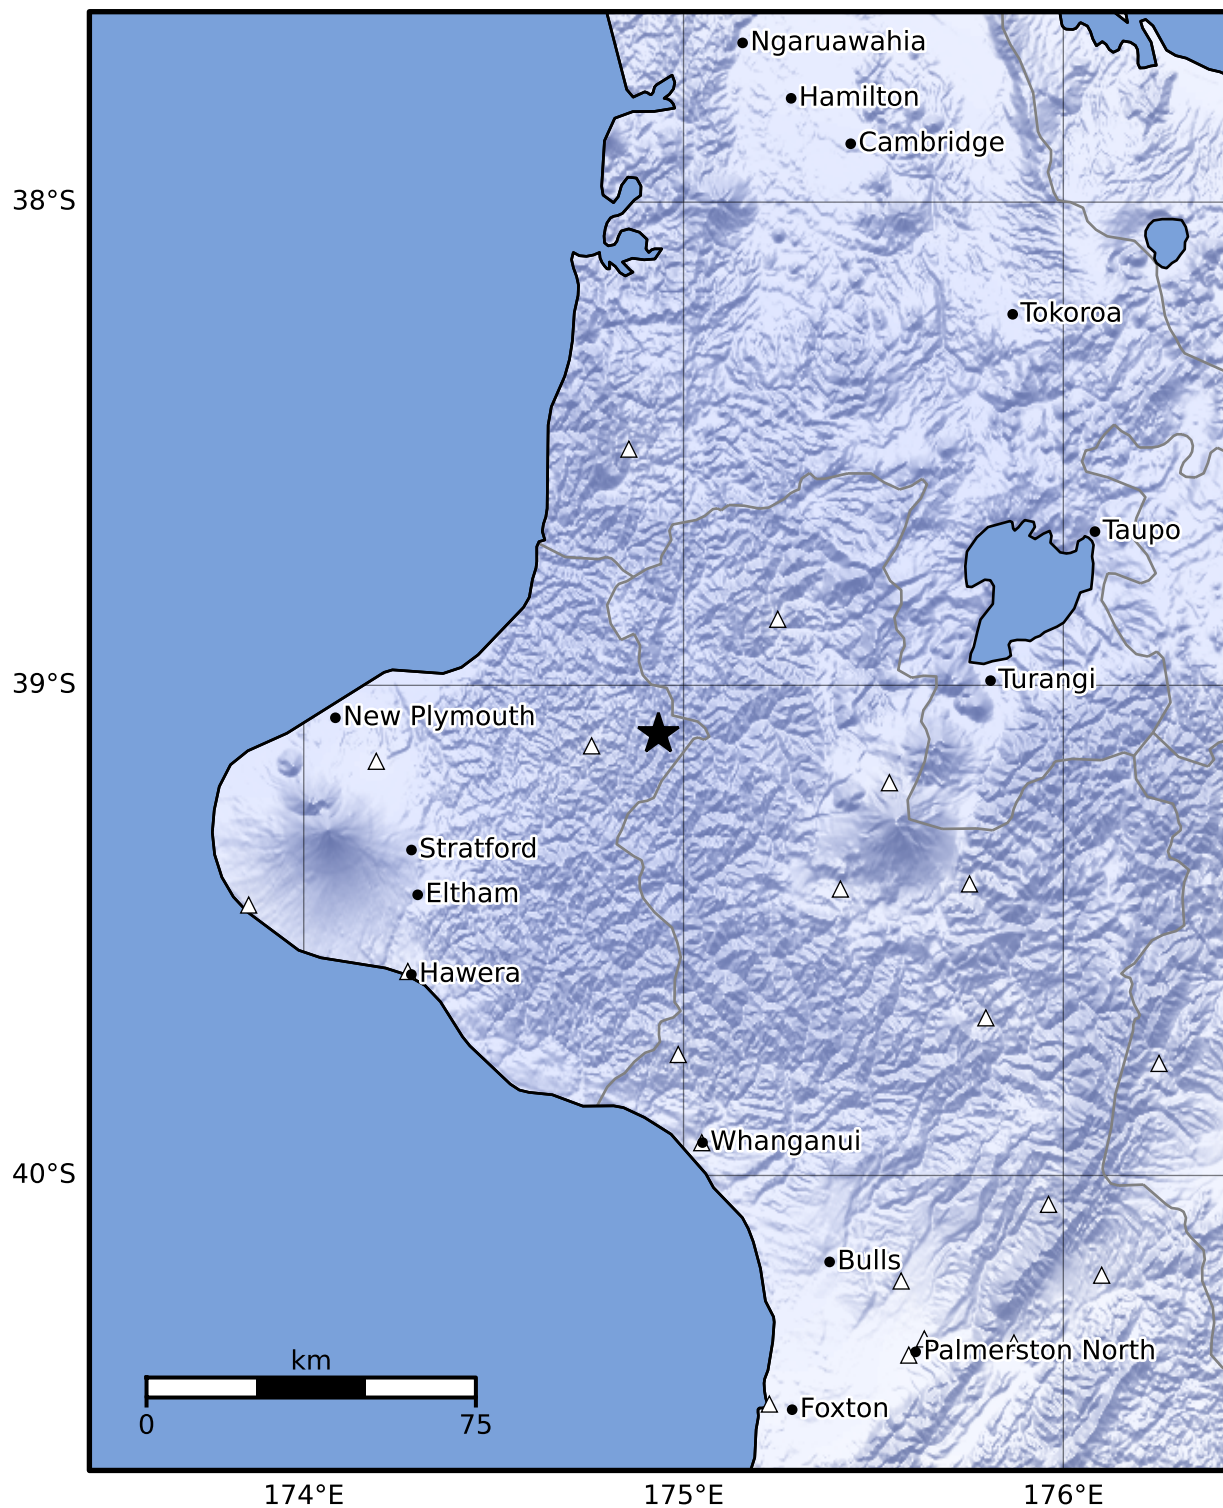 Ngaruawahia
Hamilton
Cambridge
38°S
Tokoroa
Taupo
Turangi
39°S
New Plymouth
Stratford
Eltham
Hawera
Whanganui
40°S
Bulls
Palmerston North
km
Foxton
0 75
174°E 175°E 176°E